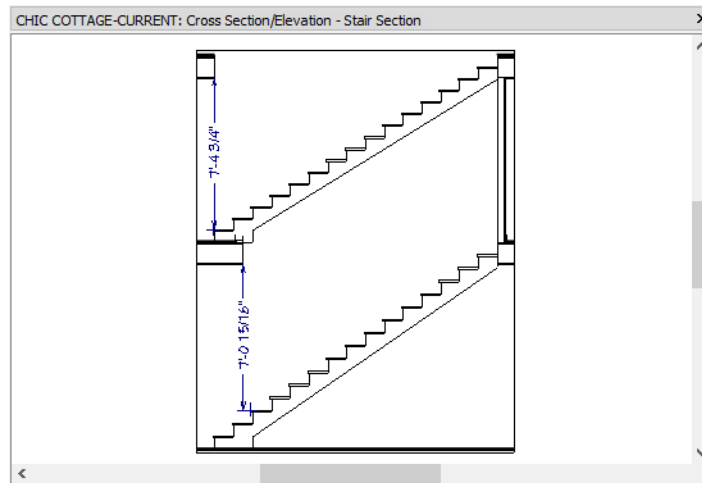 CHIC COTTAGE-CURRENT: Cross Section/Elevation - Stair Section
7'-4 3/4"
7'-0 15/16"